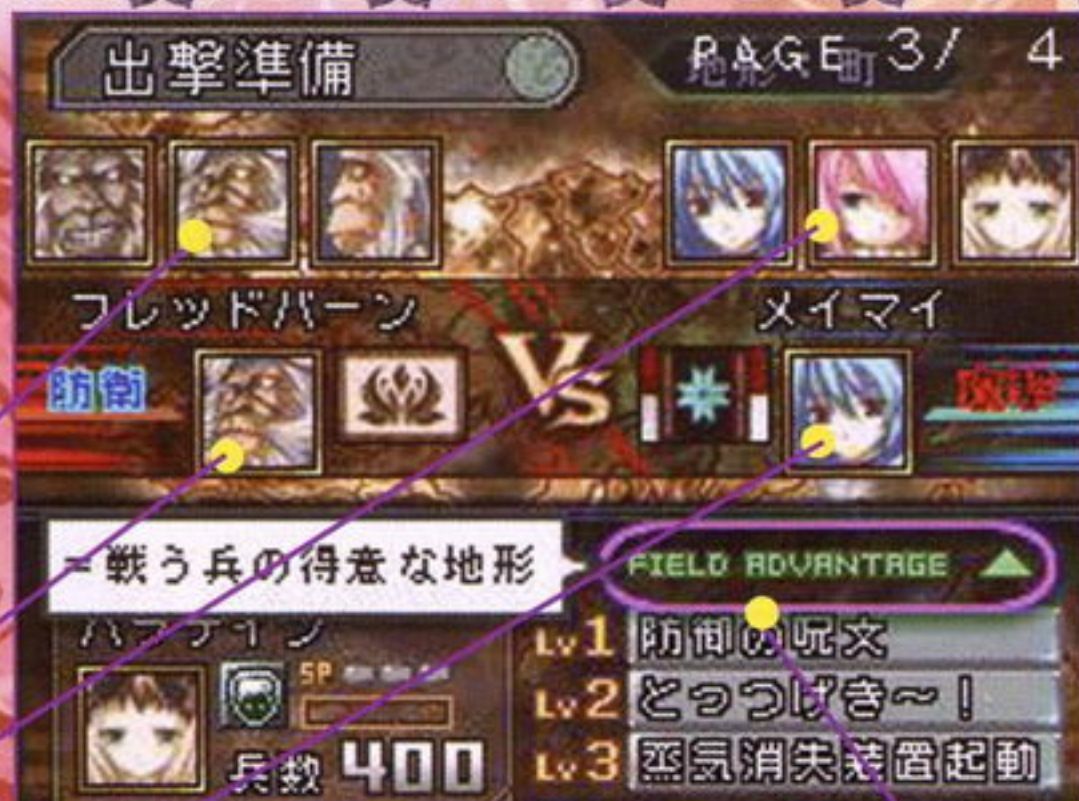 出撃準備
PAGE 3/ 4
フレッドバーン
メイマイ
防衛
VS
=戦う兵の得意な地形
FIELD ADVANTAGE ▲
Lv1 防御の呪文
SP
Lv2 とっつげき~!
兵数 400
Lv3 蒸気消失装置起動